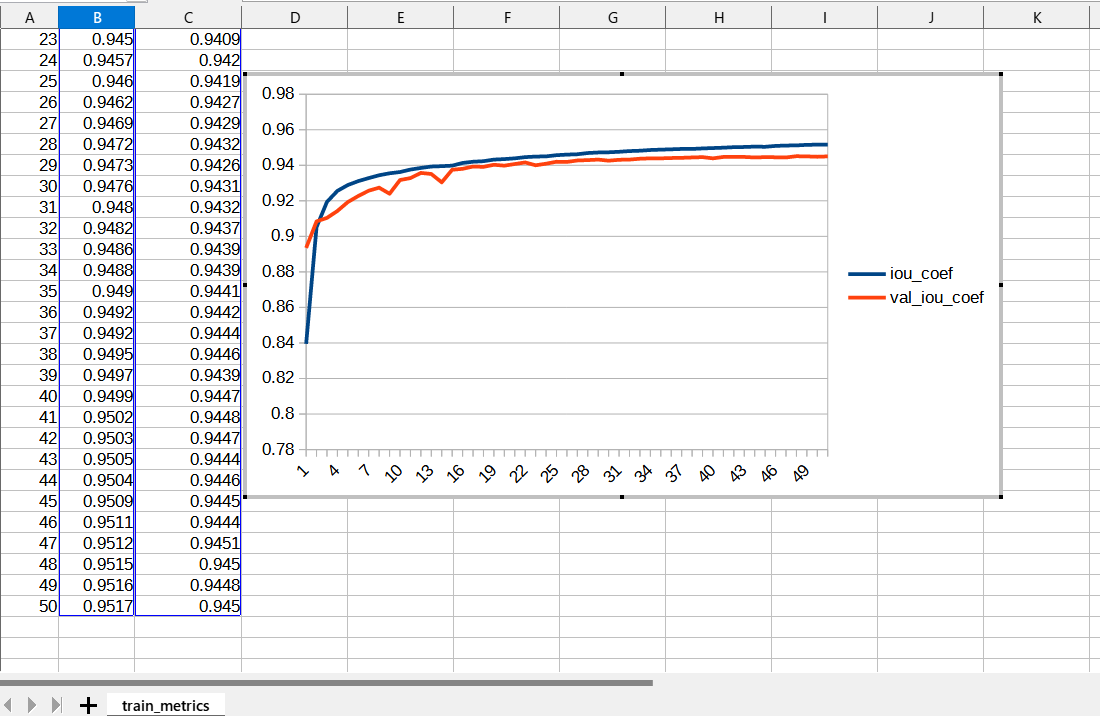 A B C D E F G H I J K
23 0.945 0.9409
24 0.9457 0.942
25 0.946 0.9419
26 0.9462 0.9427
27 0.9469 0.9429
28 0.9472 0.9432
29 0.9473 0.9426
30 0.9476 0.9431
31 0.948 0.9432
32 0.9482 0.9437
33 0.9486 0.9439
34 0.9488 0.9439
35 0.949 0.9441
36 0.9492 0.9442
37 0.9492 0.9444
38 0.9495 0.9446
39 0.9497 0.9439
40 0.9499 0.9447
41 0.9502 0.9448
42 0.9503 0.9447
43 0.9505 0.9444
44 0.9504 0.9446
45 0.9509 0.9445
46 0.9511 0.9444
47 0.9512 0.9451
48 0.9515 0.945
49 0.9516 0.9448
50 0.9517 0.945
0.98
0.96
0.94
0.92
0.9
0.88
0.86
0.84
0.82
0.8
0.78
1 4 7 10 13 16 19 22 25 28 31 34 37 40 43 46 49
iou_coef
val_iou_coef
train_metrics